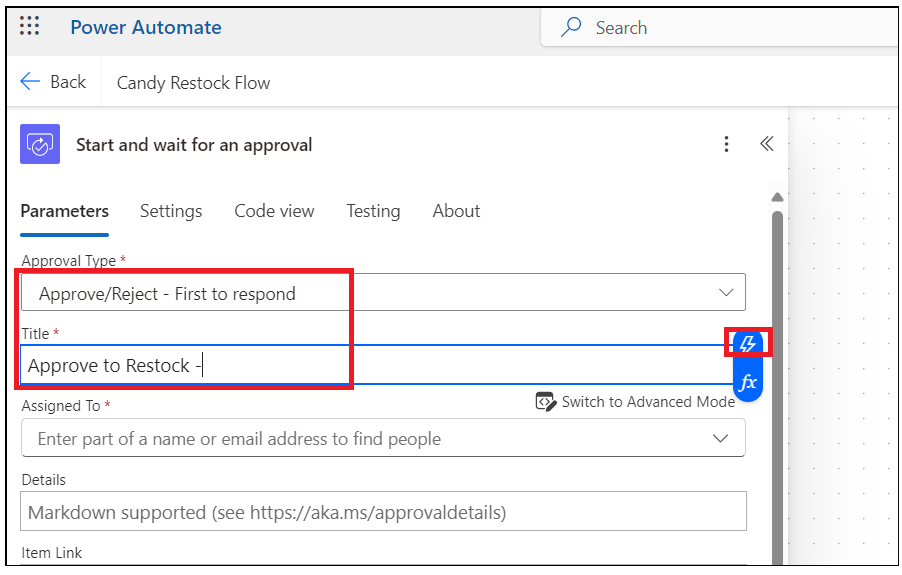 Power Automate
Search
Back
Candy Restock Flow
Start and wait for an approval
Parameters Settings Code view Testing About
Approval Type *
Approve/Reject - First to respond
Title *
Approve to Restock -
fx
Assigned To *
Switch to Advanced Mode
Enter part of a name or email address to find people
Details
Markdown supported (see https://aka.ms/approvaldetails)
Item Link